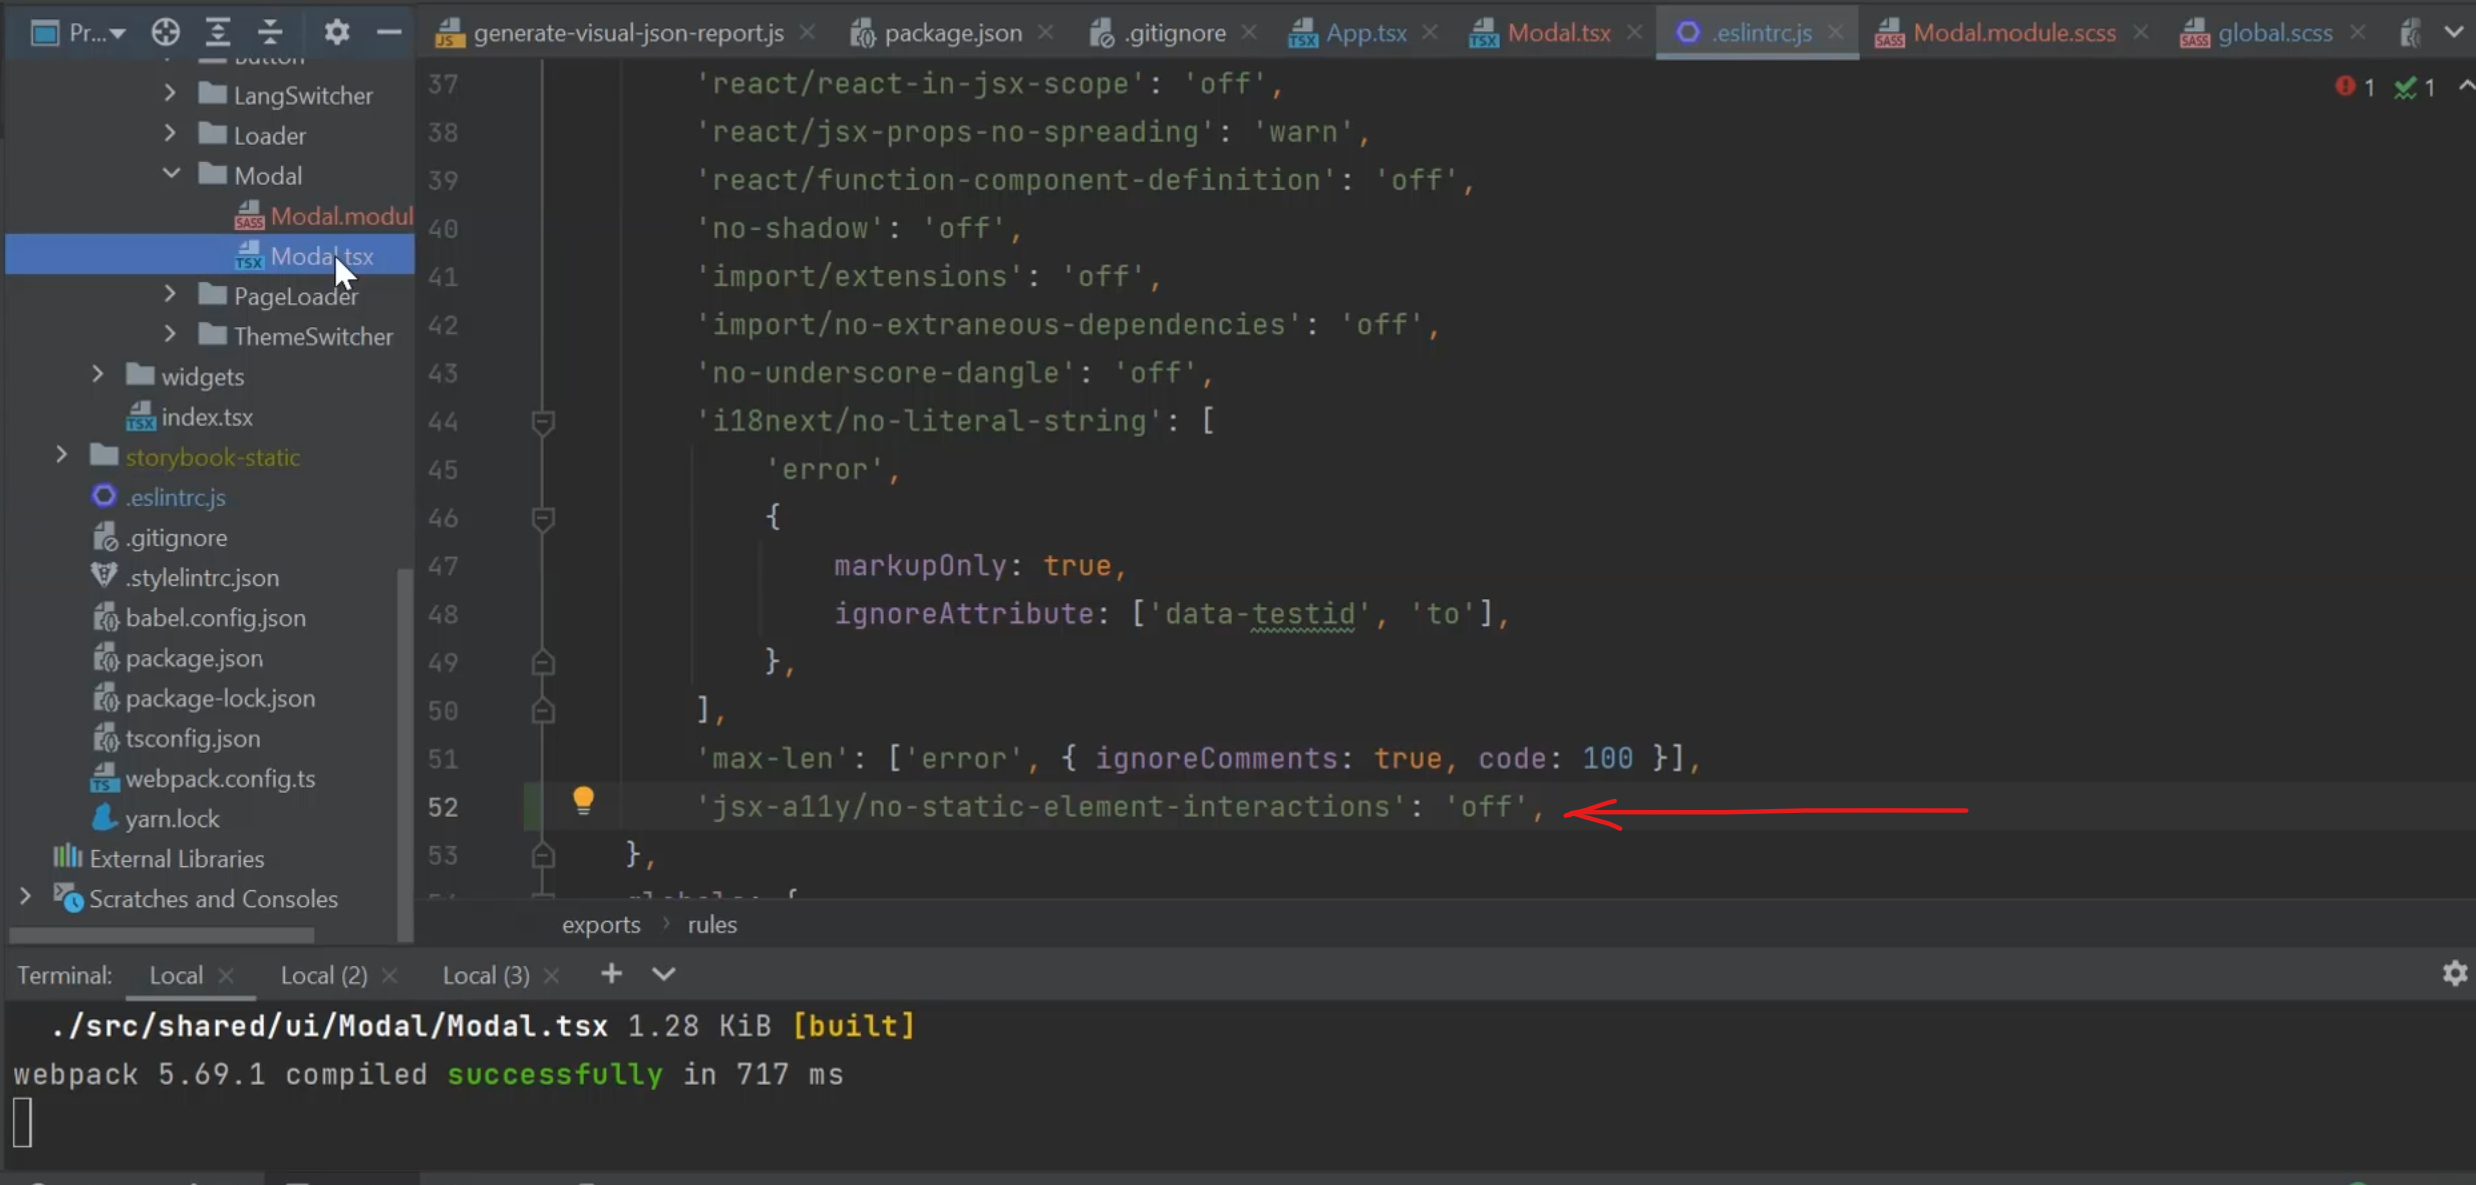 Pr...
generate-visual-json-report.js
package.json
.gitignore
App.tsx
Modal.tsx
.eslintrc.js
Modal.module.scss
global.scss
Button
LangSwitcher
Loader
Modal
Modal.modul
Modal.tsx
PageLoader
ThemeSwitcher
widgets
index.tsx
storybook-static
.eslintrc.js
.gitignore
.stylelintrc.json
babel.config.json
package.json
package-lock.json
tsconfig.json
webpack.config.ts
yarn.lock
External Libraries
Scratches and Consoles
1 1
37 'react/react-in-jsx-scope': 'off',
38 'react/jsx-props-no-spreading': 'warn',
39 'react/function-component-definition': 'off',
40 'no-shadow': 'off',
41 'import/extensions': 'off',
42 'import/no-extraneous-dependencies': 'off',
43 'no-underscore-dangle': 'off',
44 'i18next/no-literal-string': [
45 'error',
46 {
47 markupOnly: true,
48 ignoreAttribute: ['data-testid', 'to'],
49 },
50 ],
51 'max-len': ['error', { ignoreComments: true, code: 100 }],
52 'jsx-a11y/no-static-element-interactions': 'off',
53 },
exports > rules
Terminal: Local Local (2) Local (3)
./src/shared/ui/Modal/Modal.tsx 1.28 KiB [built]
webpack 5.69.1 compiled successfully in 717 ms